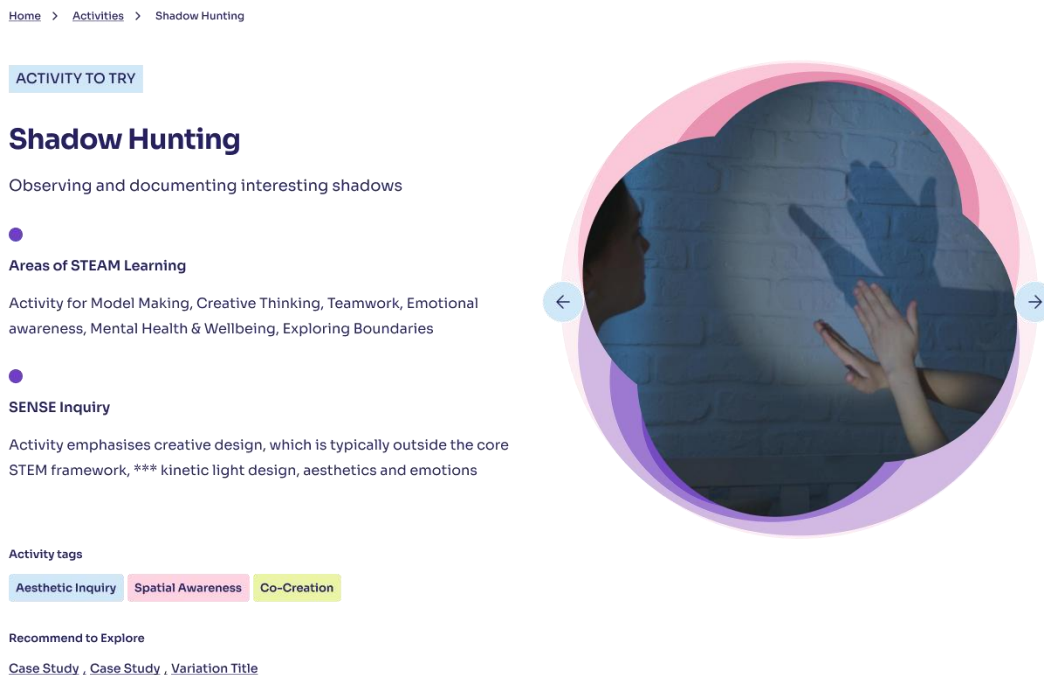 Home > Activities > Shadow Hunting
ACTIVITY TO TRY
Shadow Hunting
Observing and documenting interesting shadows
Areas of STEAM Learning
Activity for Model Making, Creative Thinking, Teamwork, Emotional
awareness, Mental Health & Wellbeing, Exploring Boundaries
SENSE Inquiry
Activity emphasises creative design, which is typically outside the core
STEM framework, *** kinetic light design, aesthetics and emotions
Activity tags
Aesthetic Inquiry Spatial Awareness Co-Creation
Recommend to Explore
Case Study , Case Study , Variation Title